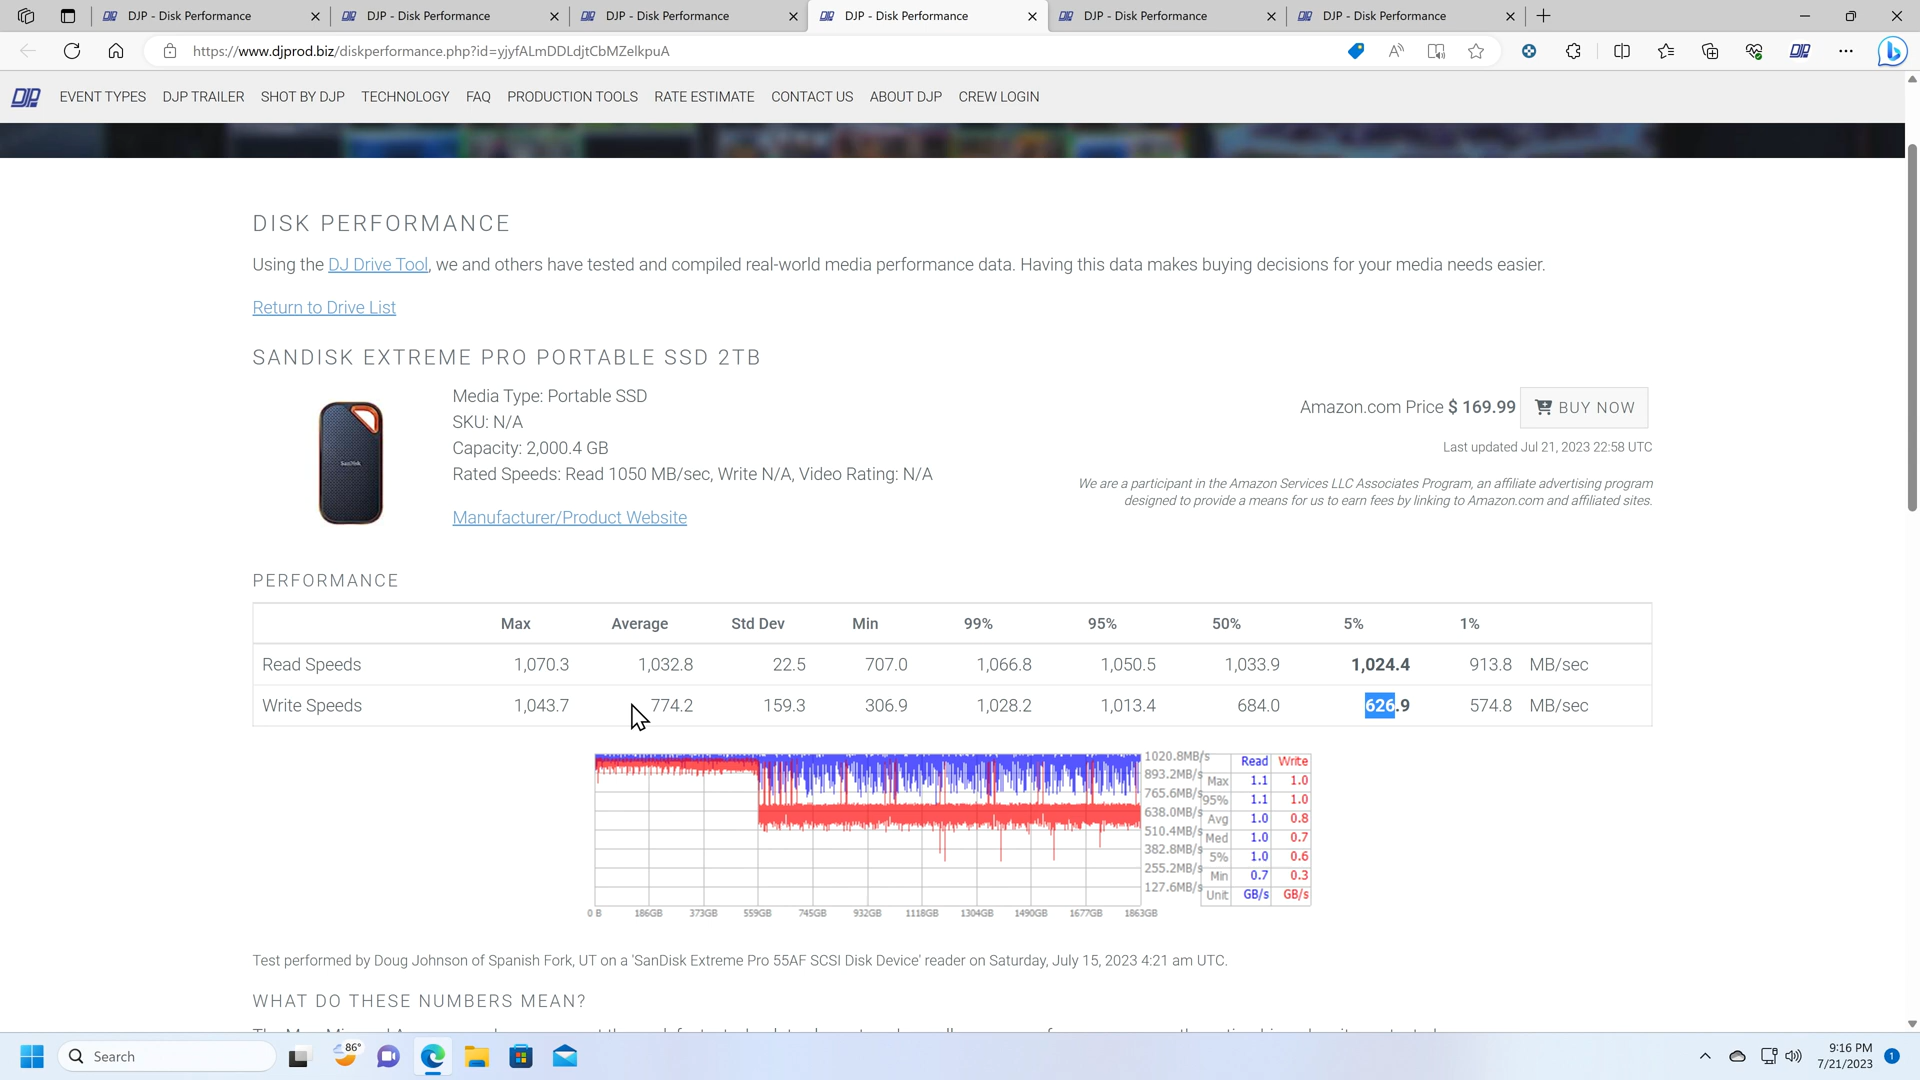 DJP - Disk Performance
DJP - Disk Performance
DJP - Disk Performance
DJP - Disk Performance
DJP - Disk Performance
DJP - Disk Performance
https://www.djprod.biz/diskperformance.php?id=yjyfALmDDLdjtCbMZelkpuA
DJP EVENT TYPES DJP TRAILER SHOT BY DJP TECHNOLOGY FAQ PRODUCTION TOOLS RATE ESTIMATE CONTACT US ABOUT DJP CREW LOGIN
DISK PERFORMANCE
Using the DJ Drive Tool, we and others have tested and compiled real-world media performance data. Having this data makes buying decisions for your media needs easier.
Return to Drive List
SANDISK EXTREME PRO PORTABLE SSD 2TB
SanDisk
Media Type: Portable SSD
SKU: N/A
Capacity: 2,000.4 GB
Rated Speeds: Read 1050 MB/sec, Write N/A, Video Rating: N/A
Manufacturer/Product Website
Amazon.com Price $ 169.99 BUY NOW
Last updated Jul 21, 2023 22:58 UTC
We are a participant in the Amazon Services LLC Associates Program, an affiliate advertising program
designed to provide a means for us to earn fees by linking to Amazon.com and affiliated sites.
PERFORMANCE
Max Average Std Dev Min 99% 95% 50% 5% 1%
Read Speeds 1,070.3 1,032.8 22.5 707.0 1,066.8 1,050.5 1,033.9 1,024.4 913.8 MB/sec
Write Speeds 1,043.7 774.2 159.3 306.9 1,028.2 1,013.4 684.0 626.9 574.8 MB/sec
1020.8MB/s
893.2MB/s
765.6MB/s
638.0MB/s
510.4MB/s
382.8MB/s
255.2MB/s
127.6MB/s
Read Write
Max 1.1 1.0
95% 1.1 1.0
Avg 1.0 0.8
Med 1.0 0.7
5% 1.0 0.6
Min 0.7 0.3
Unit GB/s GB/s
0 B 186GB 373GB 559GB 745GB 932GB 1118GB 1304GB 1490GB 1677GB 1863GB
Test performed by Doug Johnson of Spanish Fork, UT on a 'SanDisk Extreme Pro 55AF SCSI Disk Device' reader on Saturday, July 15, 2023 4:21 am UTC.
WHAT DO THESE NUMBERS MEAN?
Search
86°
9:16 PM
7/21/2023
1